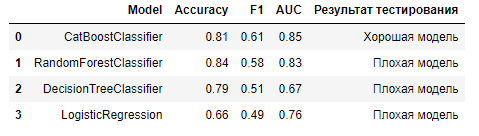 Model Accuracy F1 AUC Результат тестирования
0 CatBoostClassifier 0.81 0.61 0.85 Хорошая модель
1 RandomForestClassifier 0.84 0.58 0.83 Плохая модель
2 DecisionTreeClassifier 0.79 0.51 0.67 Плохая модель
3 LogisticRegression 0.66 0.49 0.76 Плохая модель